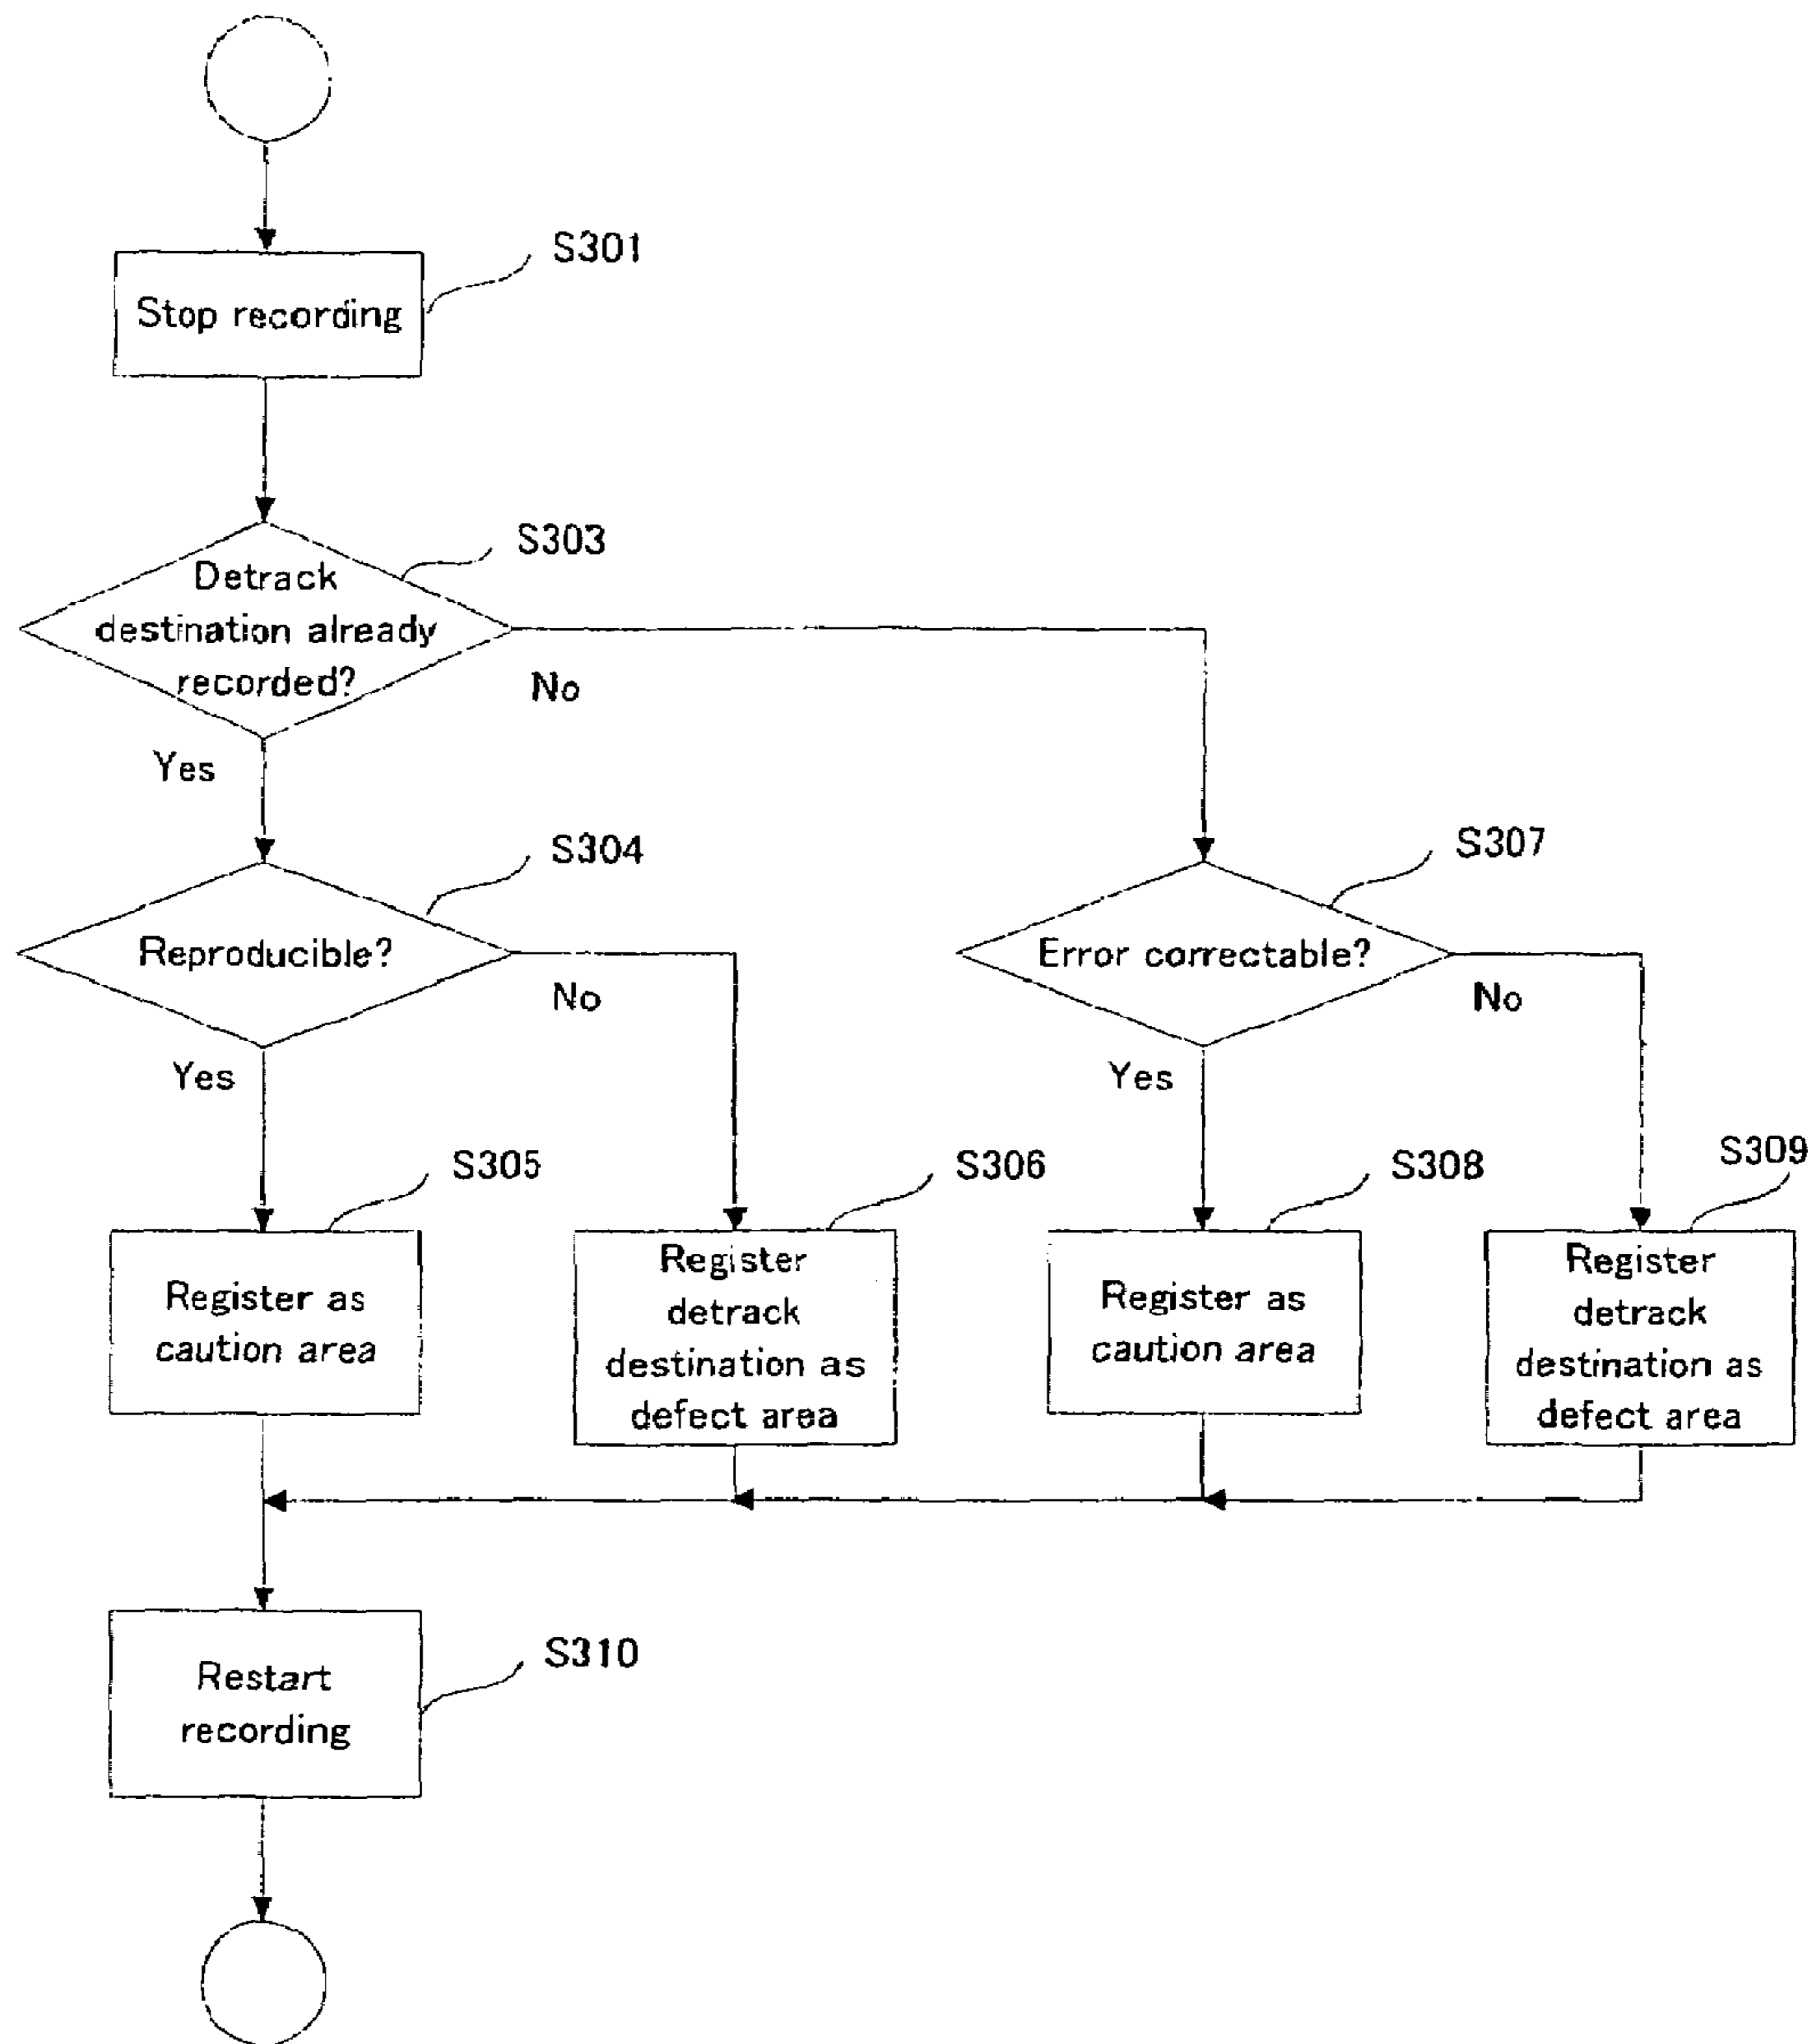 S301
Stop recording
S303
Detrack
destination already
recorded?
No
Yes
S304
Reproducible?
No
Yes
S307
Error correctable?
No
Yes
S305
Register as
caution area
S306
Register
detrack
destination as
defect area
S308
Register as
caution area
S309
Register
detrack
destination as
defect area
S310
Restart
recording